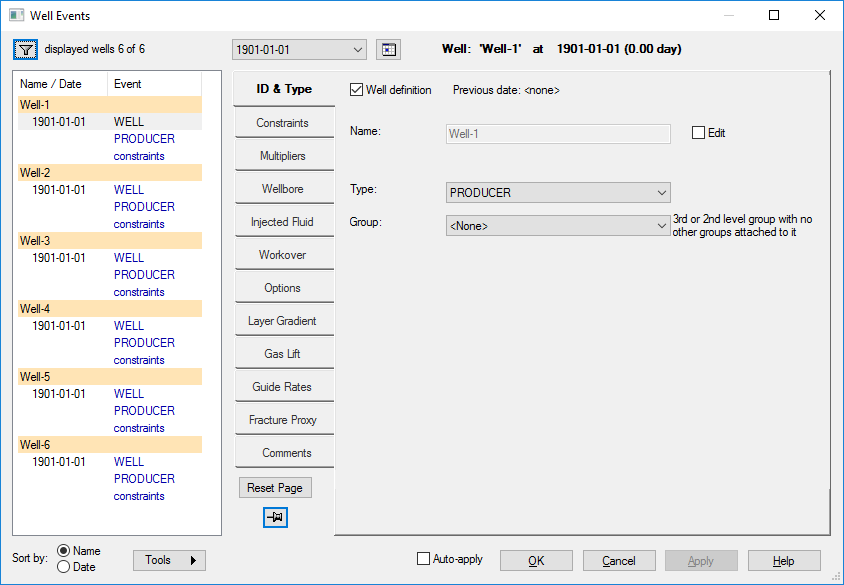 Well Events
displayed wells 6 of 6
1901-01-01
Well: 'Well-1' at 1901-01-01 (0.00 day)
Name / Date Event
Well-1
1901-01-01 WELL
PRODUCER
constraints
Well-2
1901-01-01 WELL
PRODUCER
constraints
Well-3
1901-01-01 WELL
PRODUCER
constraints
Well-4
1901-01-01 WELL
PRODUCER
constraints
Well-5
1901-01-01 WELL
PRODUCER
constraints
Well-6
1901-01-01 WELL
PRODUCER
constraints
Sort by: Name
Date
Tools
ID & Type
Constraints
Multipliers
Wellbore
Injected Fluid
Workover
Options
Layer Gradient
Gas Lift
Guide Rates
Fracture Proxy
Comments
Reset Page
Well definition Previous date: <none>
Name: Well-1 Edit
Type: PRODUCER
Group: <None> 3rd or 2nd level group with no
other groups attached to it
Auto-apply OK Cancel Apply Help